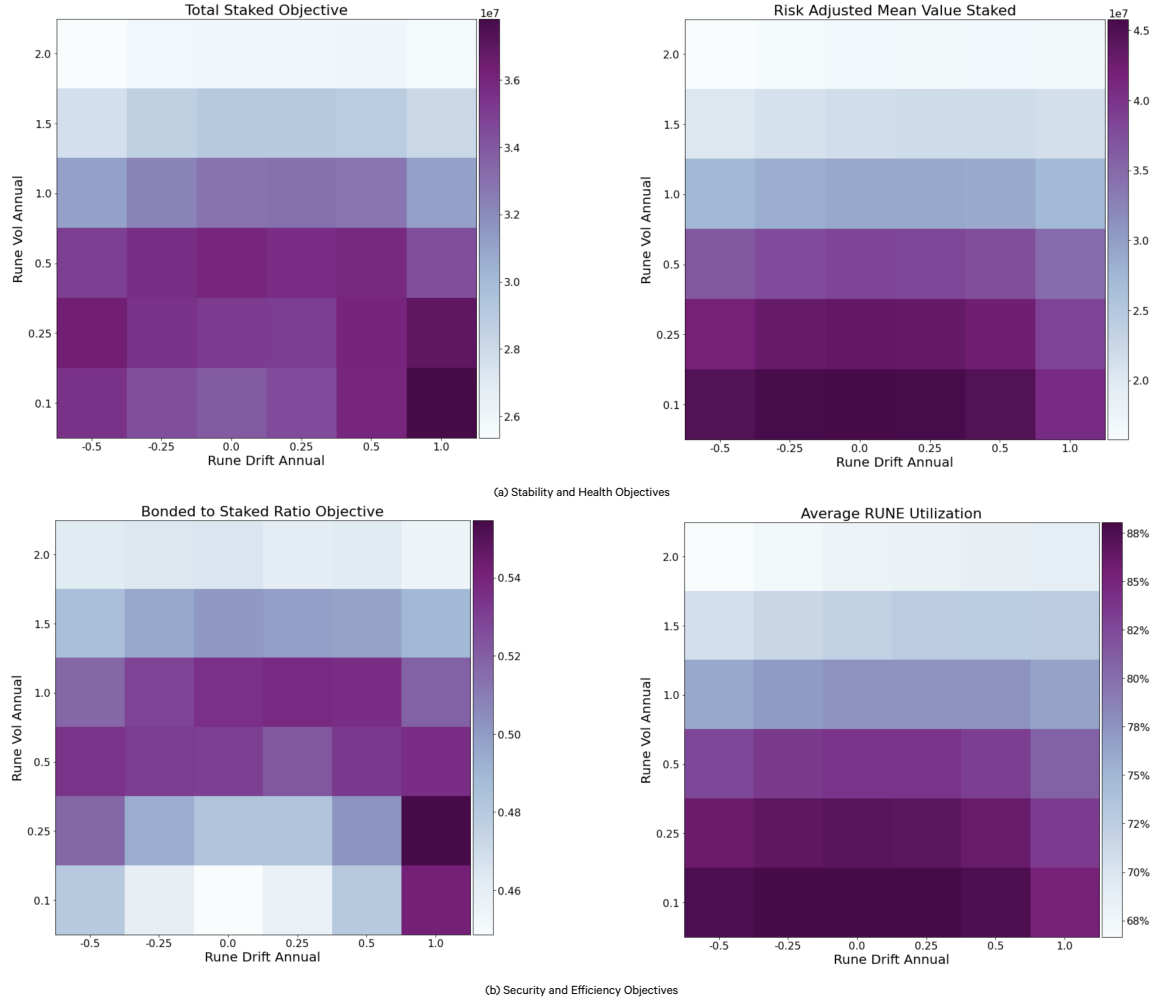 Total Staked Objective
1e7
2.0
1.5
1.0
0.5
0.25
0.1
Rune Vol Annual
-0.5 -0.25 0.0 0.25 0.5 1.0
Rune Drift Annual
3.6
3.4
3.2
3.0
2.8
2.6
Risk Adjusted Mean Value Staked
1e7
2.0
1.5
1.0
0.5
0.25
0.1
Rune Vol Annual
-0.5 -0.25 0.0 0.25 0.5 1.0
Rune Drift Annual
4.5
4.0
3.5
3.0
2.5
2.0
(a) Stability and Health Objectives
Bonded to Staked Ratio Objective
2.0
1.5
1.0
0.5
0.25
0.1
Rune Vol Annual
-0.5 -0.25 0.0 0.25 0.5 1.0
Rune Drift Annual
0.54
0.52
0.50
0.48
0.46
Average RUNE Utilization
2.0
1.5
1.0
0.5
0.25
0.1
Rune Vol Annual
-0.5 -0.25 0.0 0.25 0.5 1.0
Rune Drift Annual
88%
85%
82%
80%
78%
75%
72%
70%
68%
(b) Security and Efficiency Objectives